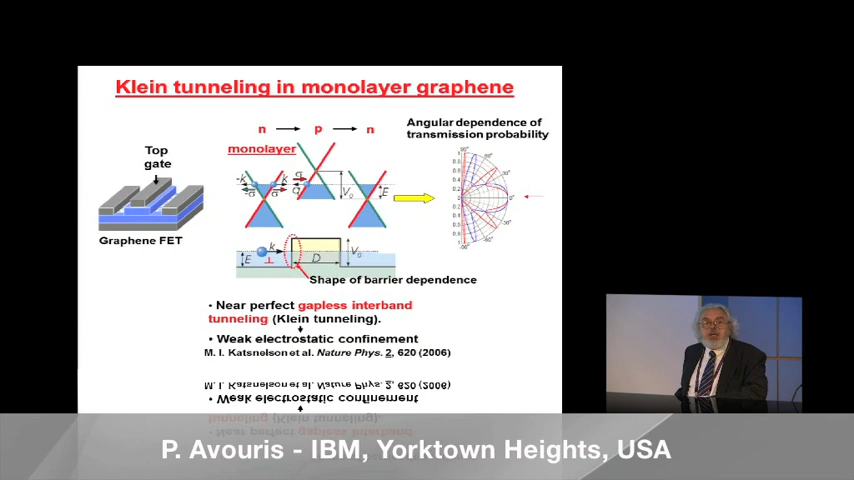 Klein tunneling in monolayer graphene
n → p → n
Angular dependence of
transmission probability
monolayer
Top
gate
Graphene FET
-k
k
V₀
E
k
E
⊥
D
V₀
Shape of barrier dependence
• Near perfect gapless interband
tunneling (Klein tunneling).
• Weak electrostatic confinement
M. I. Katsnelson et al. Nature Phys. 2, 620 (2006)
P. Avouris - IBM, Yorktown Heights, USA